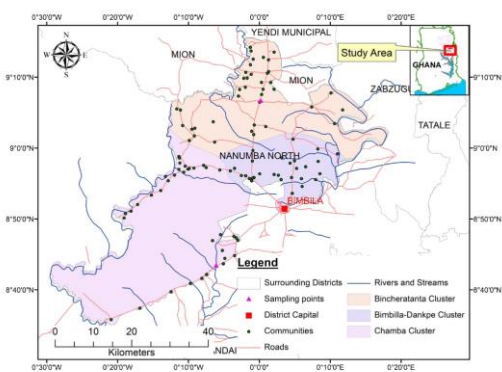 0°30'0"W 0°20'0"W 0°10'0"W 0°0'0" 0°10'0"E 0°20'0"E
YENDI MUNICIPAL
Study Area
N
W E
S
MION
GHANA
9°10'0"N 9°10'0"N
MION
ZABZUGU
TATALE
9°0'0"N 9°0'0"N
NANUMBA NORTH
BIMBILA
8°50'0"N 8°50'0"N
Legend
Surrounding Districts Rivers and Streams
8°40'0"N 8°40'0"N
Sampling points Bincheratanta Cluster
District Capital Bimbilla-Dankpe Cluster
0 10 20 40 Communities Chamba Cluster
Kilometers NDAI Roads
0°30'0"W 0°20'0"W 0°10'0"W 0°0'0" 0°10'0"E 0°20'0"E